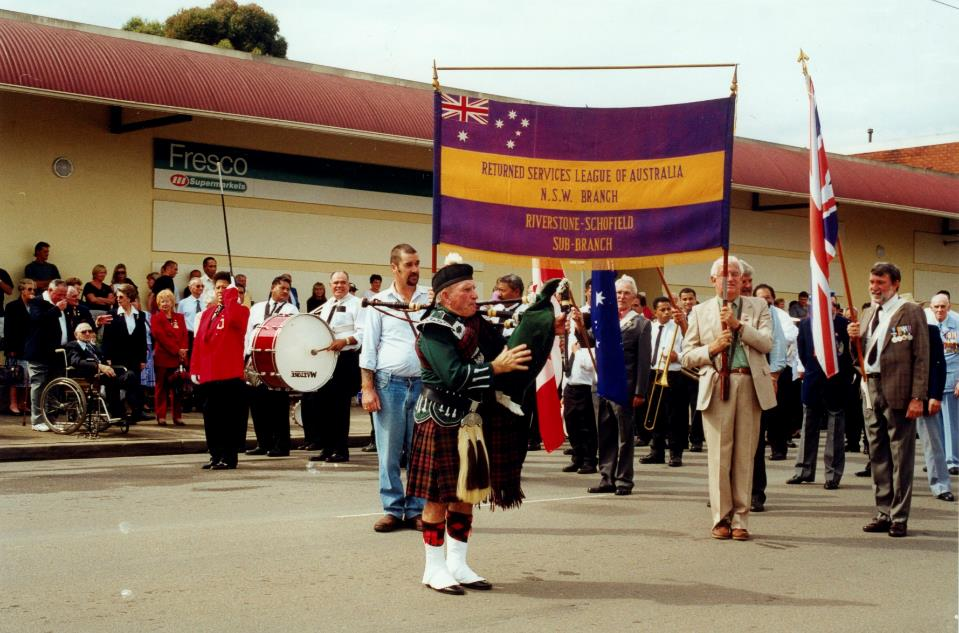 Fresco
Supermarkets
RETURNED SERVICES LEAGUE OF AUSTRALIA
N.S.W. BRANCH
RIVERSTONE-SCHOFIELD
SUB-BRANCH